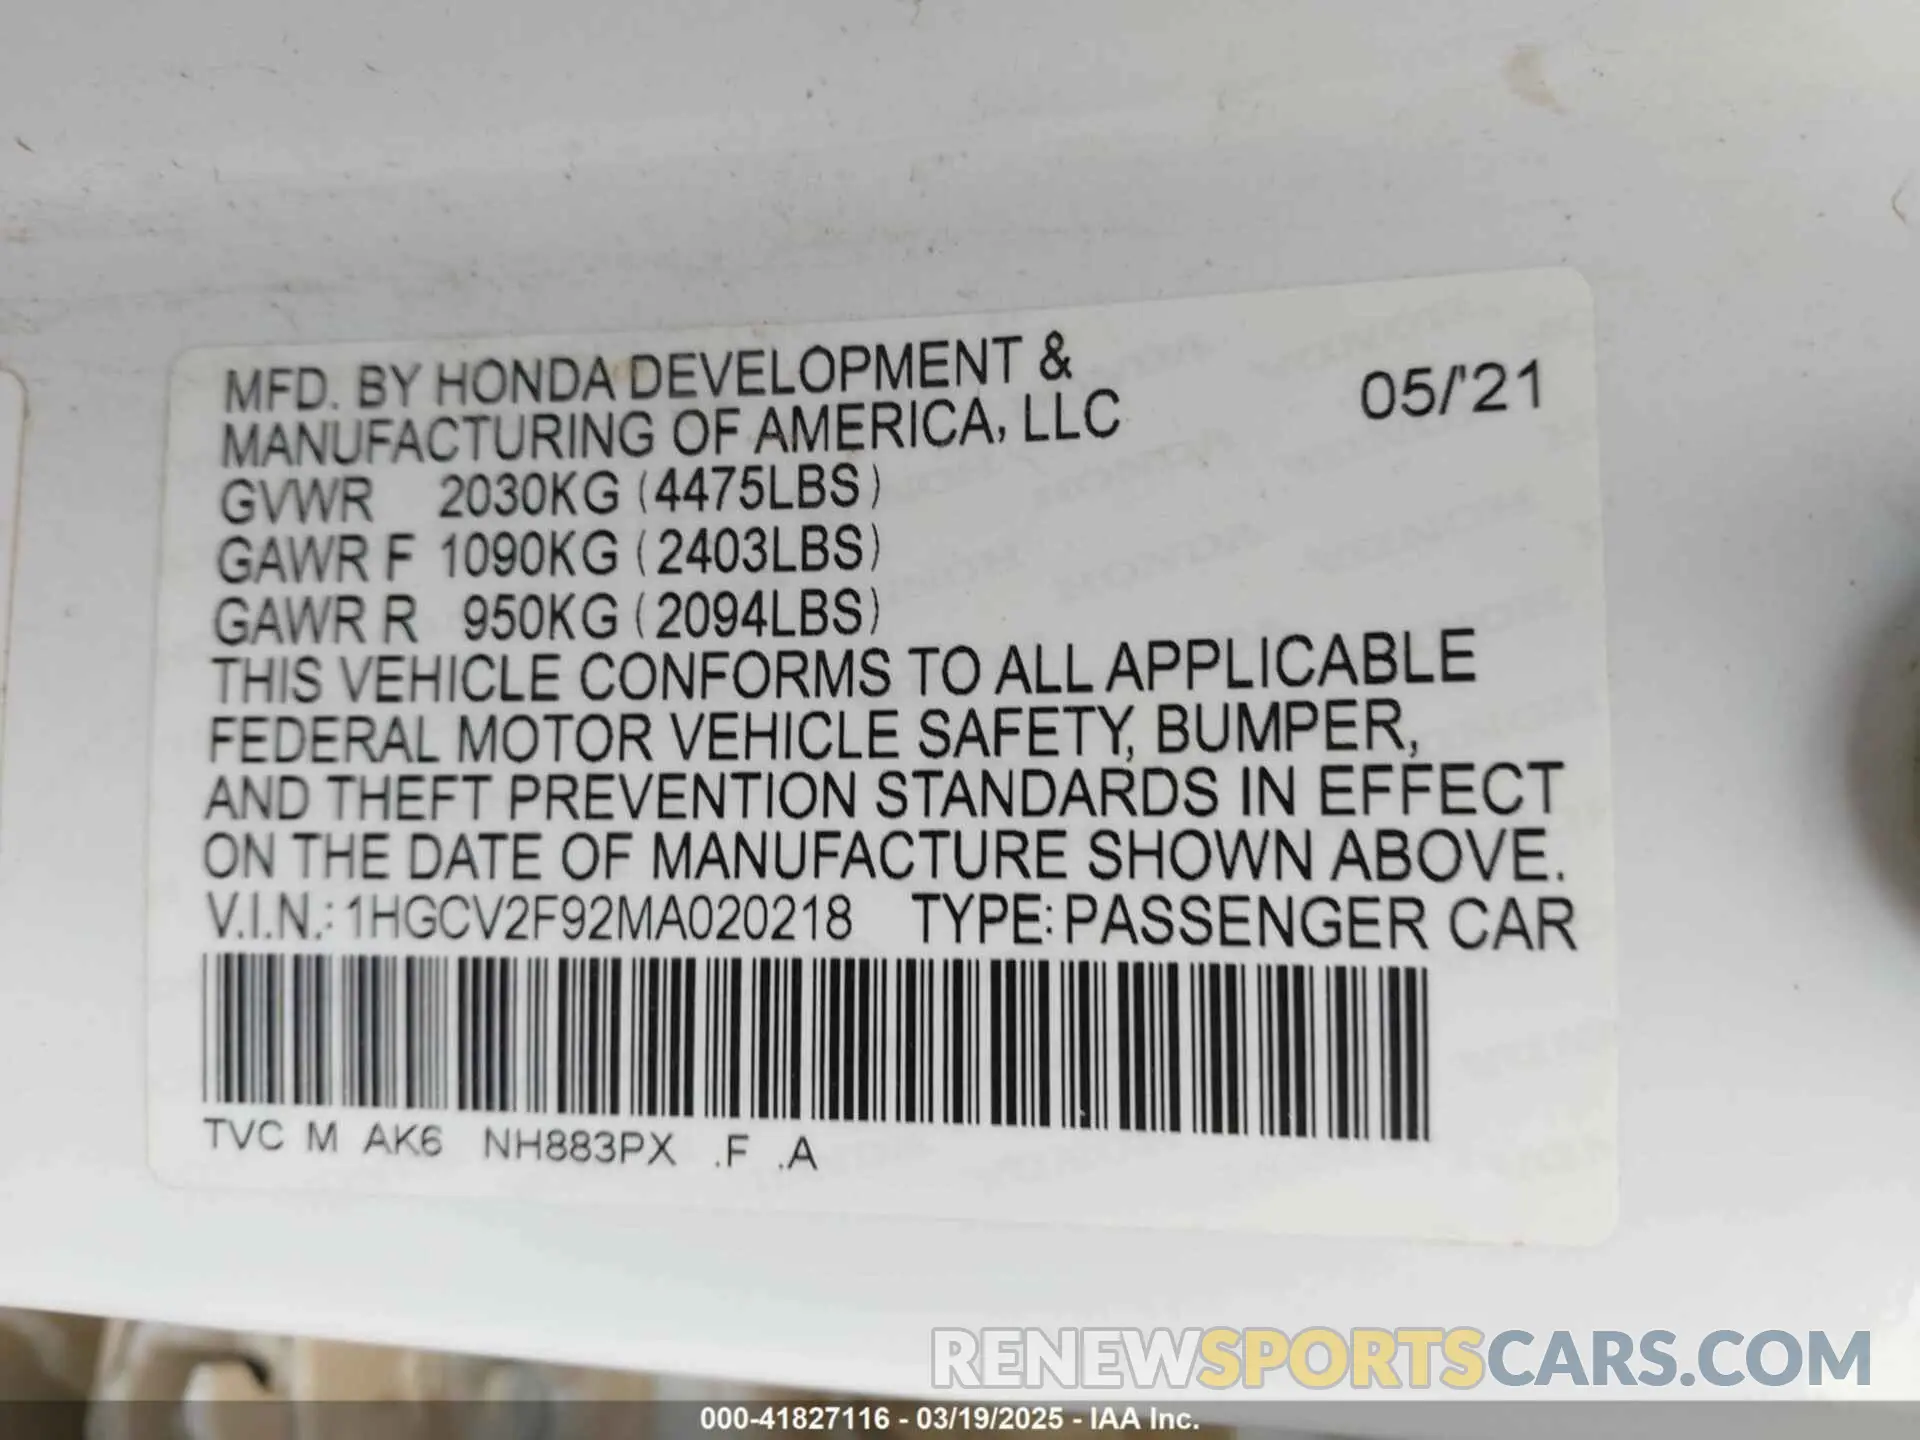 MFD. BY HONDA DEVELOPMENT &
MANUFACTURING OF AMERICA, LLC
05/'21
GVWR 2030KG (4475LBS)
GAWR F 1090KG (2403LBS)
GAWR R 950KG (2094LBS)
THIS VEHICLE CONFORMS TO ALL APPLICABLE
FEDERAL MOTOR VEHICLE SAFETY, BUMPER,
AND THEFT PREVENTION STANDARDS IN EFFECT
ON THE DATE OF MANUFACTURE SHOWN ABOVE.
V.I.N.: 1HGCV2F92MA020218 TYPE: PASSENGER CAR
TVC M AK6 NH883PX .F .A
RENEWSPORTSCARS.COM
000-41827116 - 03/19/2025 - IAA Inc.